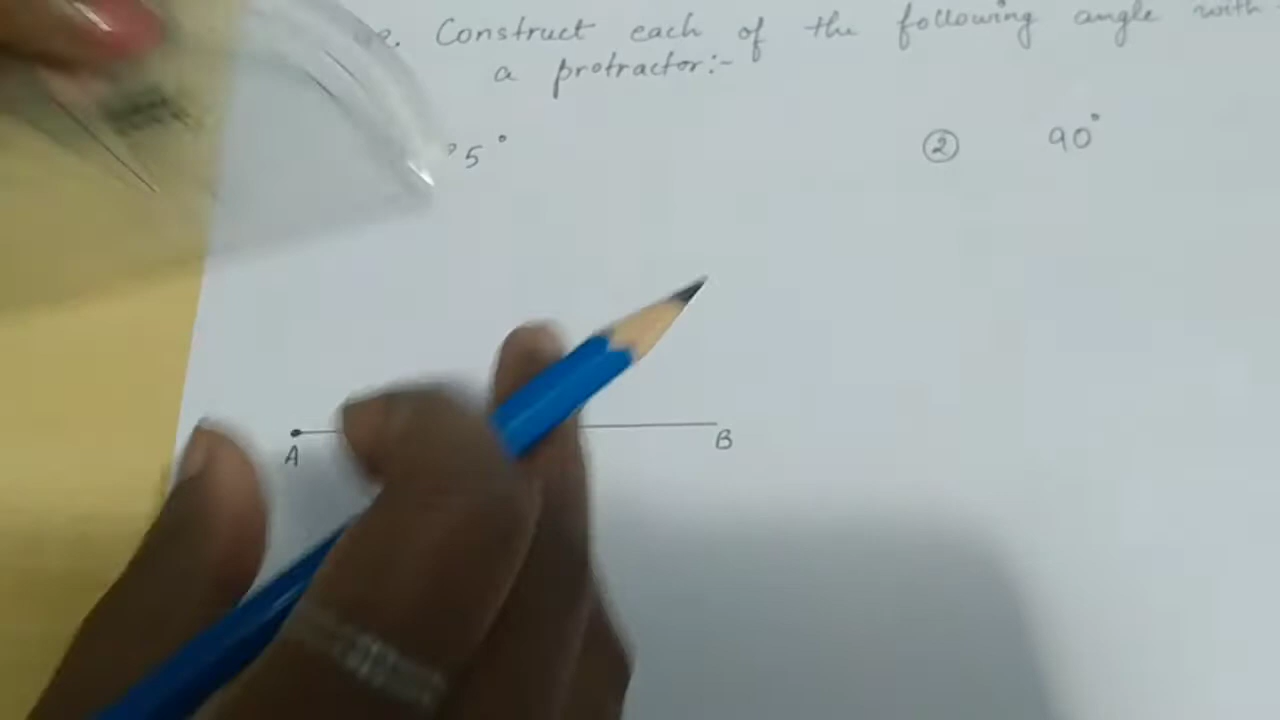 Construct each of the following angle with
a protractor:-
5°
② 90°
A
B